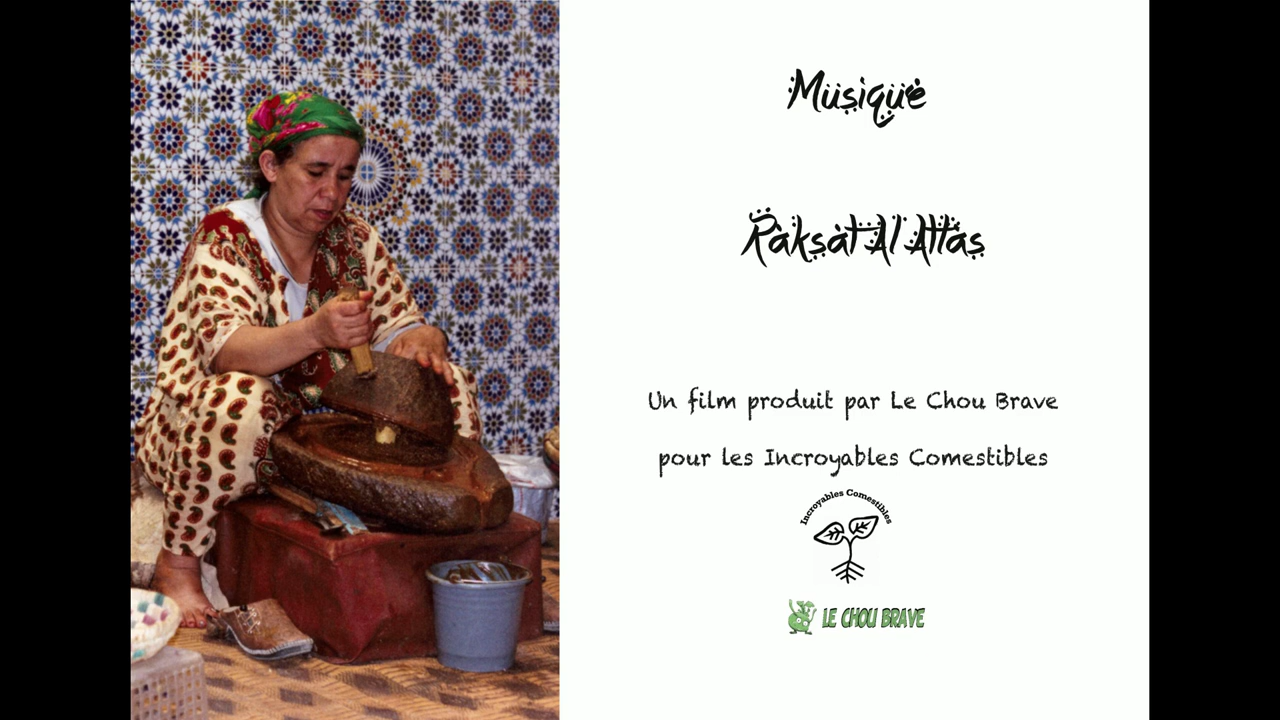 Musique
Raksat Al Atlas
Un film produit par Le Chou Brave
pour les Incroyables Comestibles
Incroyables Comestibles
LE CHOU BRAVE